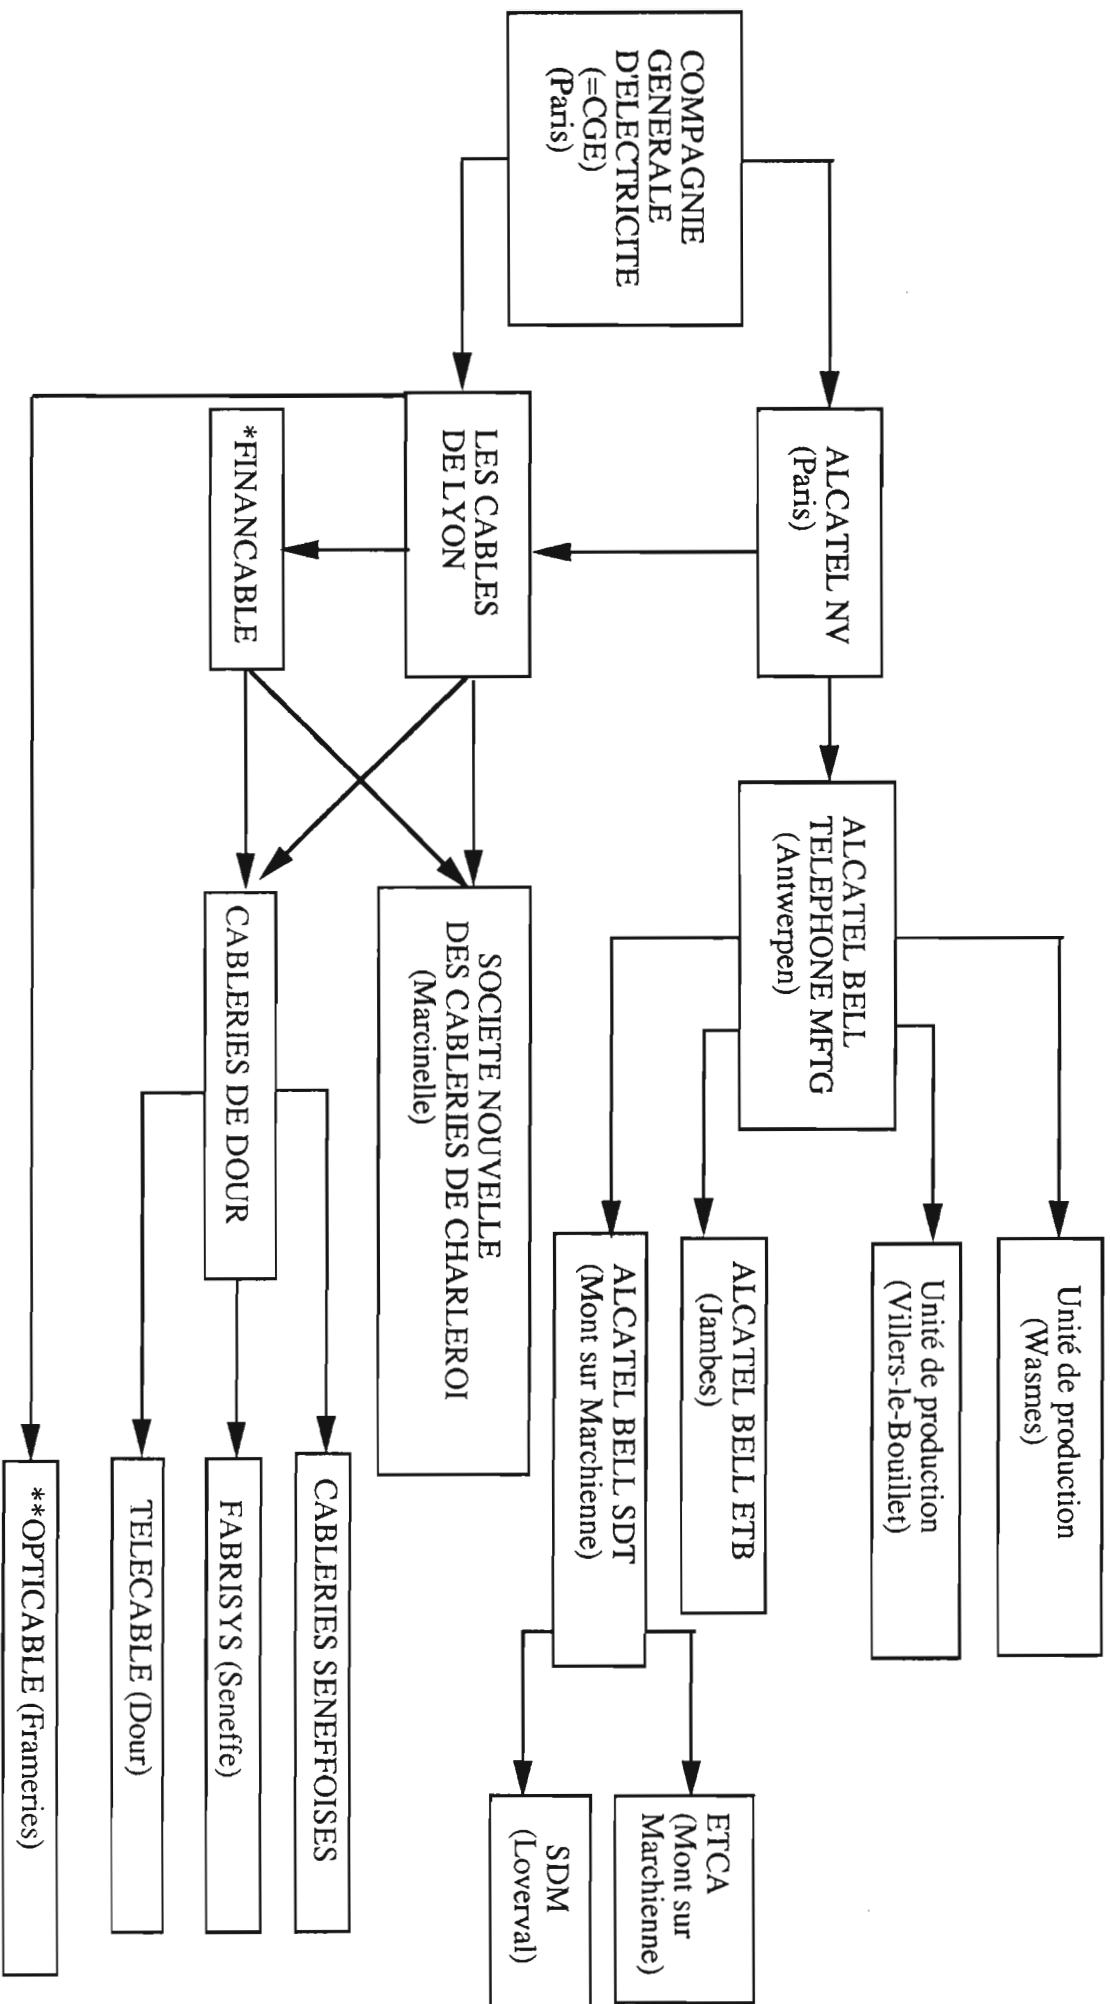 COMPAGNIE
GENERALE
D'ELECTRICITE
(=CGE)
(Paris)
ALCATEL NV
(Paris)
LES CABLES
DE LYON
*FINANCABLE
ALCATEL BELL
TELEPHONE MFTG
(Antwerpen)
SOCIETE NOUVELLE
DES CABLERIES DE CHARLEROI
(Marcinelle)
CABLERIES DE DOUR
Unité de production
(Wasmes)
Unité de production
(Villers-le-Bouillet)
ALCATEL BELL ETB
(Jambes)
ALCATEL BELL SDT
(Mont sur Marchienne)
CABLERIES SENEFFOISES
FABRISYS (Seneffe)
TELECABLE (Dour)
**OPTICABLE (Frameries)
ETCA
(Mont sur
Marchienne)
SDM
(Loverval)